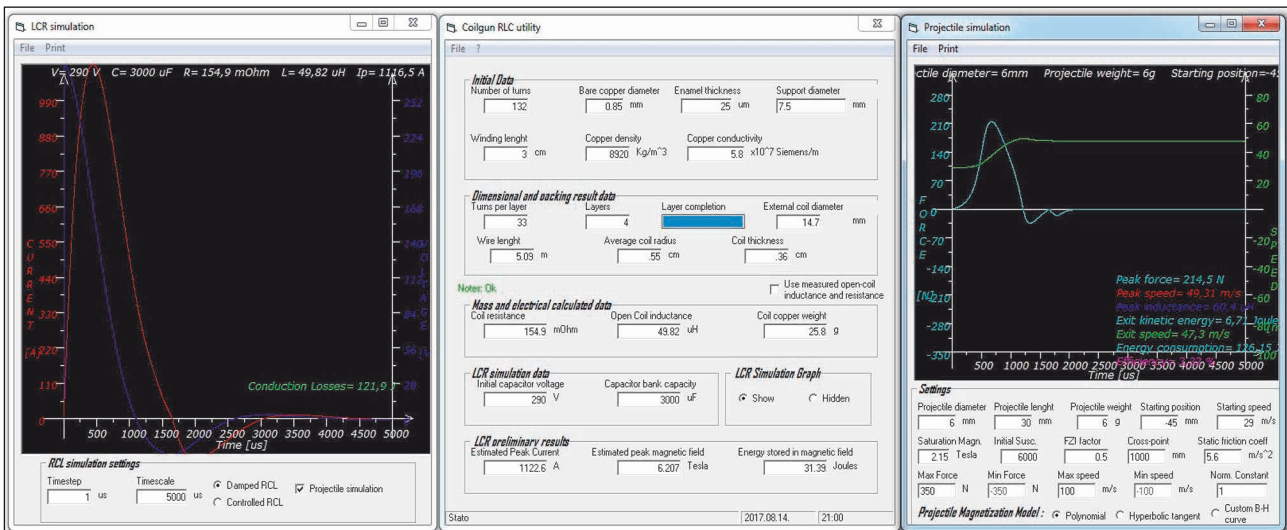 LCR simulation
File Print
V= 290 V C= 3000 uF R= 154,9 mOhm L= 49,82 uH Ip= 1116,5 A
990
880
770
660
550
440
330
220
110
0
CURRENT
[A]
252
224
196
168
140
112
84
56
28
Conduction Losses= 121,9
500 1000 1500 2000 2500 3000 3500 4000 4500 5000
Time [us]
RCL simulation settings
Timestep
1 us
Timescale
5000 us
Damped RCL
Controlled RCL
Projectile simulation
Coilgun RLC utility
File ?
Initial Data
Number of turns Bare copper diameter Enamel thickness Support diameter
132 0.85 mm 25 um 7.5 mm
Winding lenght Copper density Copper conductivity
3 cm 8920 Kg/m^3 5.8 x10^7 Siemens/m
Dimensional and packing result data
Turns per layer Layers Layer completion External coil diameter
33 4 14.7 mm
Wire lenght Average coil radius Coil thickness
5.09 m .55 cm .36 cm
Notes: Ok
Use measured open-coil
inductance and resistance
Mass and electrical calculated data
Coil resistance Open Coil inductance Coil copper weight
154.9 mOhm 49.82 uH 25.8 g
LCR simulation data
Initial capacitor voltage Capacitor bank capacity
290 V 3000 uF
LCR Simulation Graph
Show Hidden
LCR preliminary results
Estimated Peak Current Estimated peak magnetic field Energy stored in magnetic field
1122.6 A 6.207 Tesla 31.39 Joules
Stato 2017.08.14. 21:00
Projectile simulation
File Print
ctile diameter= 6mm Projectile weight= 6g Starting position=-4
280
210
140
70
0
-70
-140
-210
-280
-350
FORCE
[N]
80
60
40
20
-20
-40
-60
-100
Peak force= 214,5 N
Peak speed= 49,31 m/s
Peak inductance= 60,4 uH
Exit kinetic energy= 6,71 Joule
Exit speed= 47,3 m/s
Energy consumption= 126,15
500 1000 1500 2000 2500 3000 3500 4000 4500 5000
Time [us]
Settings
Projectile diameter Projectile lenght Projectile weight Starting position Starting speed
6 mm 30 mm 6 g -45 mm 29 m/s
Saturation Magn. Initial Susc. FZI factor Cross-point Static friction coeff
2.15 Tesla 6000 0.5 1000 mm 5.6 m/s^2
Max Force Min Force Max speed Min speed Norm. Constant
350 N -350 N 100 m/s -100 m/s 1
Projectile Magnetization Model : Polynomial Hyperbolic tangent Custom B-H
curve